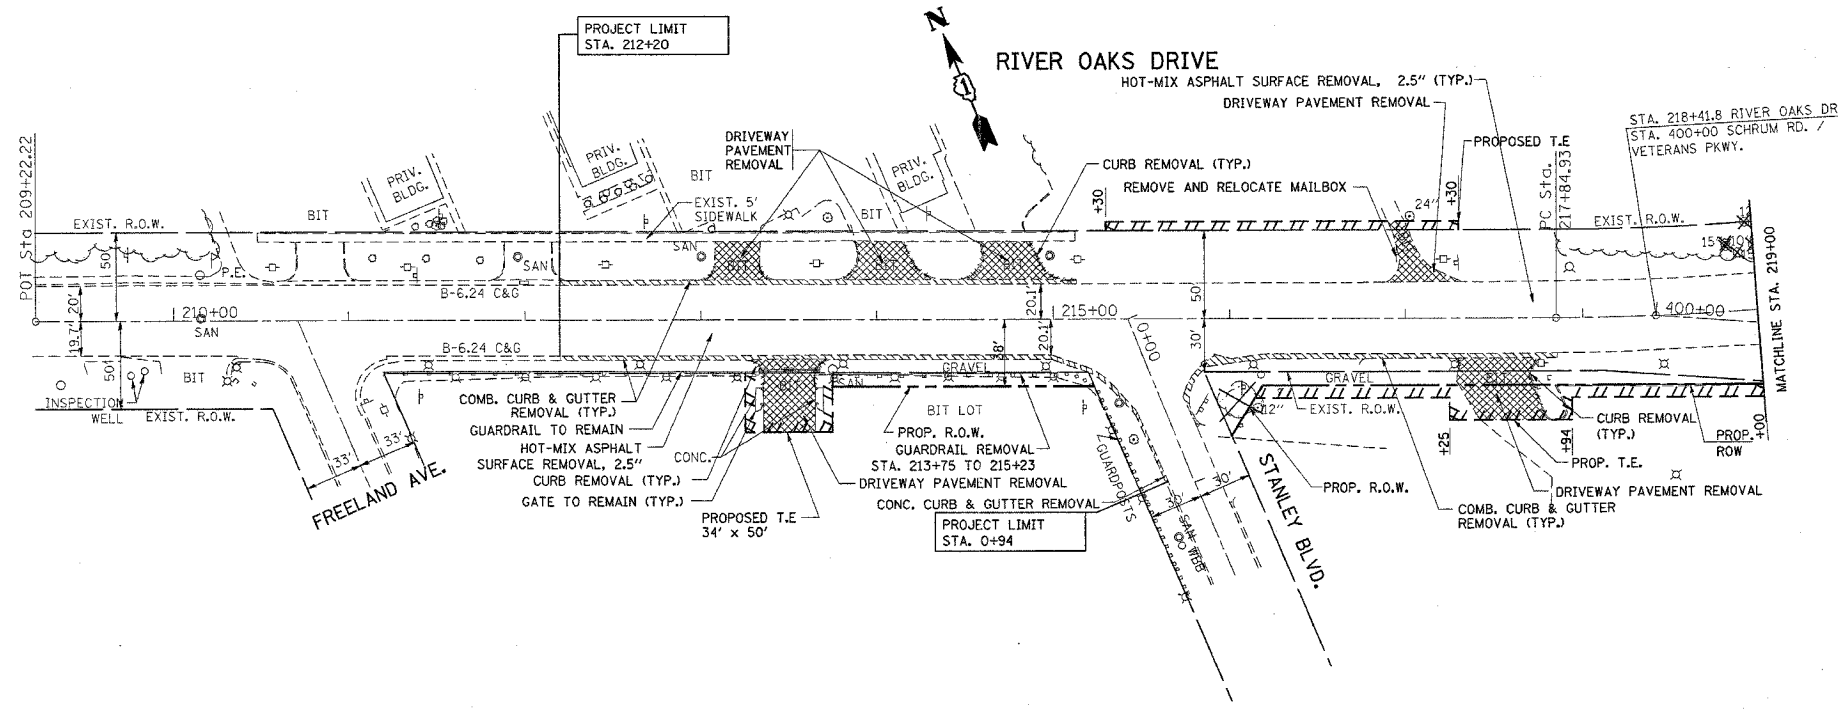 PROJECT LIMIT
STA. 212+20
N
1
RIVER OAKS DRIVE
HOT-MIX ASPHALT SURFACE REMOVAL, 2.5" (TYP.)
DRIVEWAY PAVEMENT REMOVAL
STA. 218+41.8 RIVER OAKS DR
STA. 400+00 SCHRUM RD. /
VETERANS PKWY.
POT Sta 209+22.22
PRIV.
BLDG.
PRIV.
BLDG.
DRIVEWAY
PAVEMENT
REMOVAL
PRIV.
BLDG.
BIT
CURB REMOVAL (TYP.)
REMOVE AND RELOCATE MAILBOX
PROPOSED T.E
PC Sta.
217+84.93
+30
+30
24"
EXIST. R.O.W.
BIT
EXIST. 5'
SIDEWALK
BIT
EXIST. R.O.W.
SAN
50'
P.E.
SAN
BIT
BIT
BIT
15"
B-6.24 C&G
20'
20.1'
50'
210+00
215+00
400+00
SAN
0+00
MATCHLINE STA. 219+00
19.7'
B-6.24 C&G
38'
20.1'
30'
50'
BIT
BIT
SAN
GRAVEL
GRAVEL
INSPECTION
WELL
EXIST. R.O.W.
COMB. CURB & GUTTER
REMOVAL (TYP.)
GUARDRAIL TO REMAIN
HOT-MIX ASPHALT
SURFACE REMOVAL, 2.5"
CURB REMOVAL (TYP.)
GATE TO REMAIN (TYP.)
CONC.
BIT LOT
PROP. R.O.W.
GUARDRAIL REMOVAL
STA. 213+75 TO 215+23
DRIVEWAY PAVEMENT REMOVAL
CONC. CURB & GUTTER REMOVAL
PROPOSED T.E
34' x 50'
PROJECT LIMIT
STA. 0+94
33'
33'
FREELAND AVE.
GUARDPOSTS
SAN
WBB
30'
STANLEY BLVD.
12"
EXIST. R.O.W.
PROP. R.O.W.
+25
+94
+00
CURB REMOVAL
(TYP.)
PROP.
ROW
PROP. T.E.
DRIVEWAY PAVEMENT REMOVAL
COMB. CURB & GUTTER
REMOVAL (TYP.)